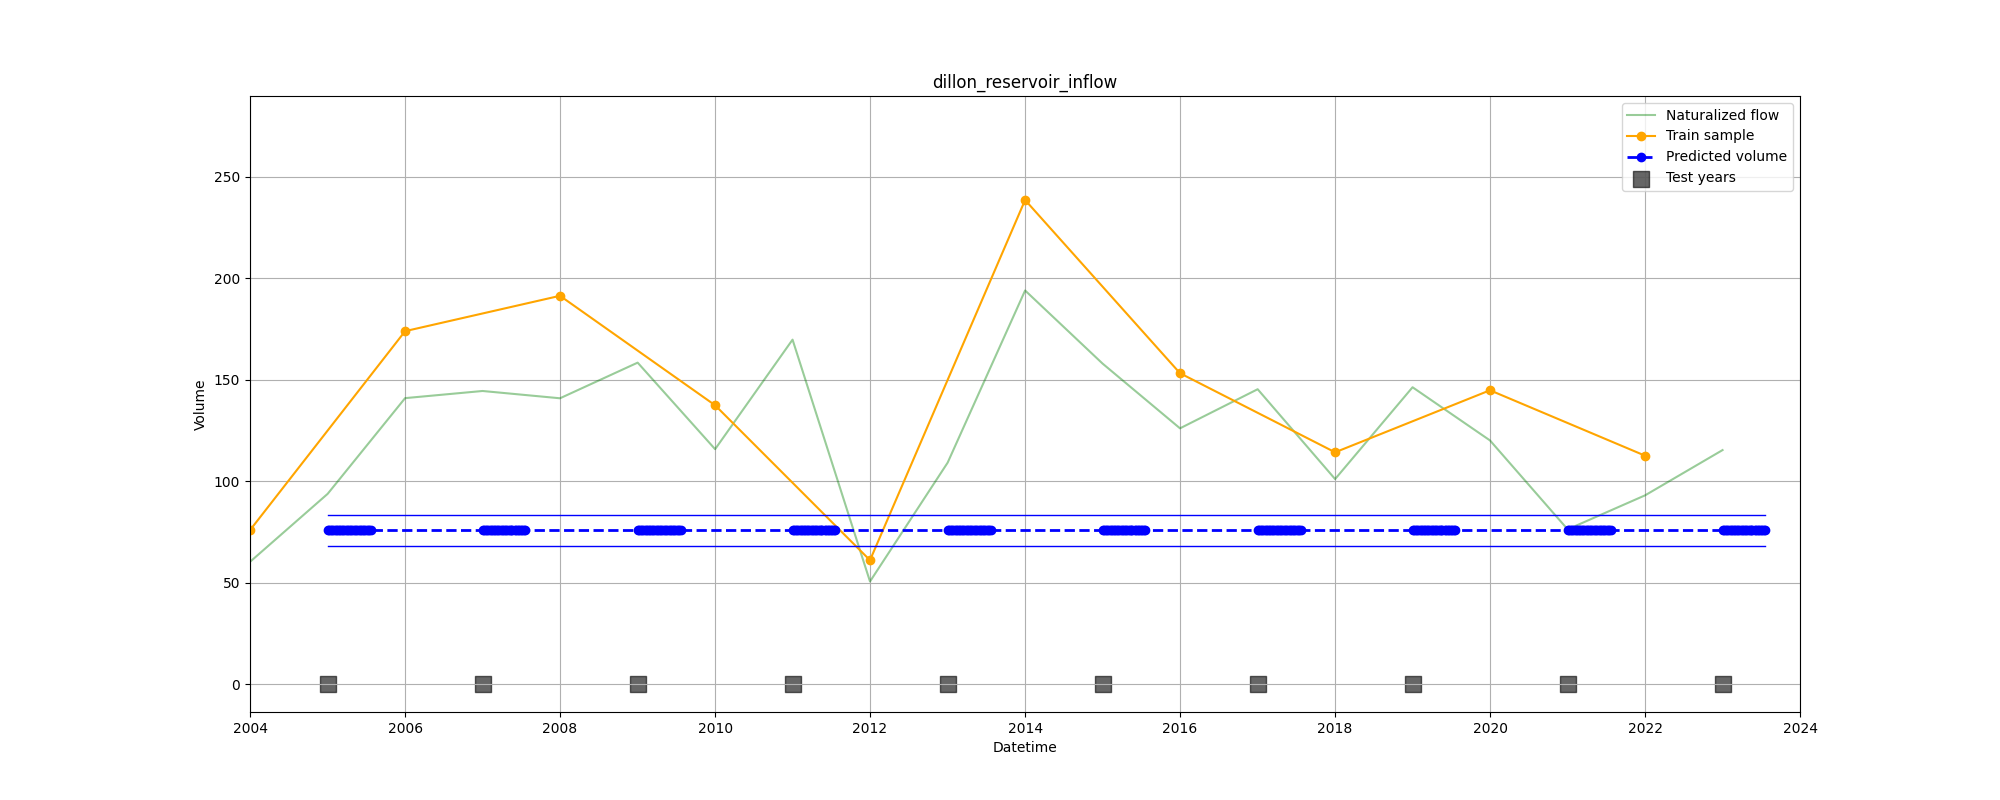 dillon_reservoir_inflow
Naturalized flow
Train sample
Predicted volume
Test years
250
200
150
100
50
0
Volume
2004 2006 2008 2010 2012 2014 2016 2018 2020 2022 2024
Datetime